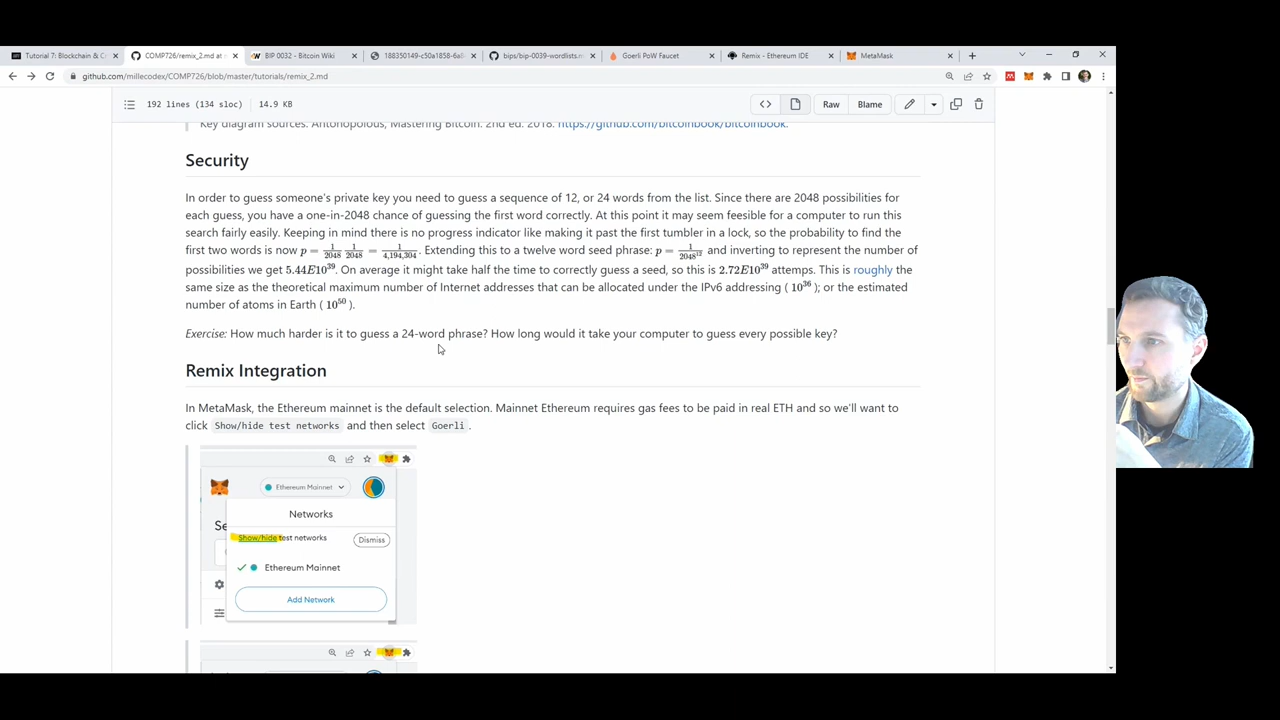 Tutorial 7: Blockchain & C
COMP726/remix_2.md at
BIP 0032 - Bitcoin Wiki
188350149-c50a1858-6a8
bips/bip-0039-wordlists.m
Goerli PoW Faucet
Remix - Ethereum IDE
MetaMask
github.com/millecodex/COMP726/blob/master/tutorials/remix_2.md
192 lines (134 sloc) 14.9 KB
Raw Blame
Key diagram sources: Antonopolous, Mastering Bitcoin. 2nd ed. 2018. https://github.com/bitcoinbook/bitcoinbook.
Security
In order to guess someone's private key you need to guess a sequence of 12, or 24 words from the list. Since there are 2048 possibilities for
each guess, you have a one-in-2048 chance of guessing the first word correctly. At this point it may seem feesible for a computer to run this
search fairly easily. Keeping in mind there is no progress indicator like making it past the first tumbler in a lock, so the probability to find the
first two words is now p = 1/2048 1/2048 = 1/4,194,304. Extending this to a twelve word seed phrase: p = 1/2048¹² and inverting to represent the number of
possibilities we get 5.44E10³⁹. On average it might take half the time to correctly guess a seed, so this is 2.72E10³⁹ attemps. This is roughly the
same size as the theoretical maximum number of Internet addresses that can be allocated under the IPv6 addressing ( 10³⁶ ); or the estimated
number of atoms in Earth ( 10⁵⁰ ).
Exercise: How much harder is it to guess a 24-word phrase? How long would it take your computer to guess every possible key?
Remix Integration
In MetaMask, the Ethereum mainnet is the default selection. Mainnet Ethereum requires gas fees to be paid in real ETH and so we'll want to
click Show/hide test networks and then select Goerli.
Ethereum Mainnet
Networks
Se
Show/hide test networks
Dismiss
Ethereum Mainnet
Add Network